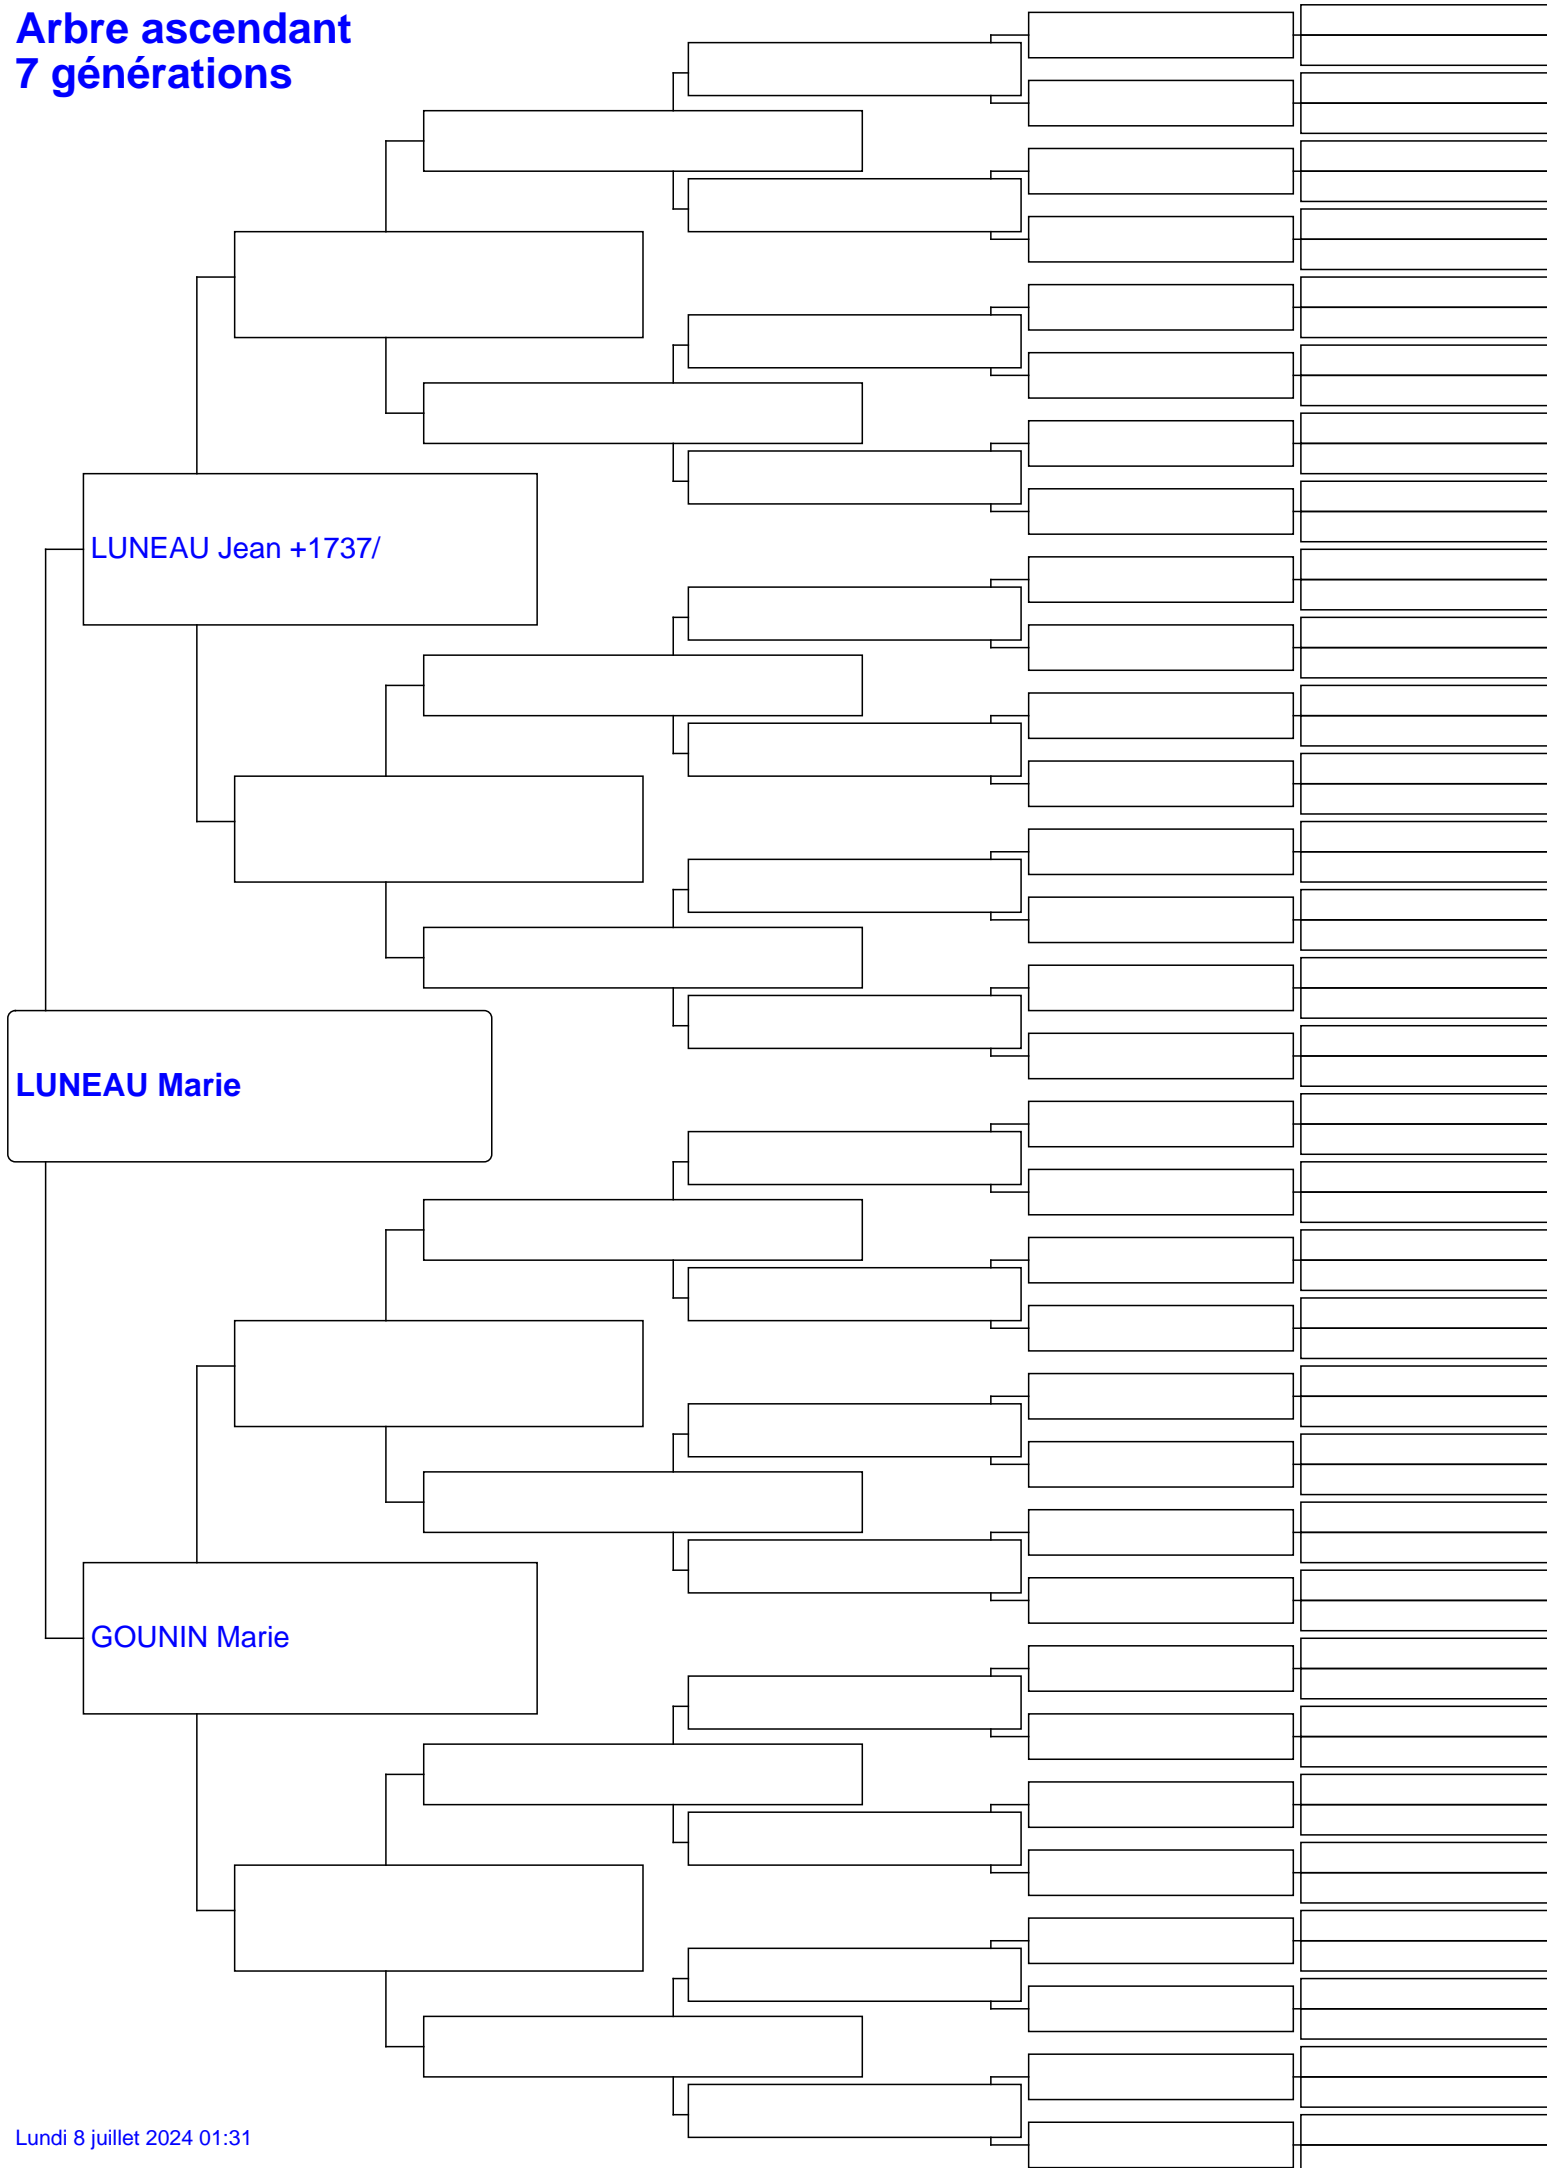 Arbre ascendant
7 générations
LUNEAU Jean +1737/
LUNEAU Marie
GOUNIN Marie
Lundi 8 juillet 2024 01:31